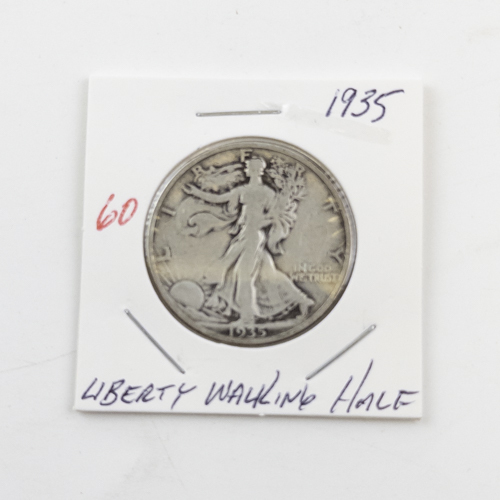 1935
60
LIBERTY
IN GOD
WE TRUST
1935
LIBERTY WALKING HALF